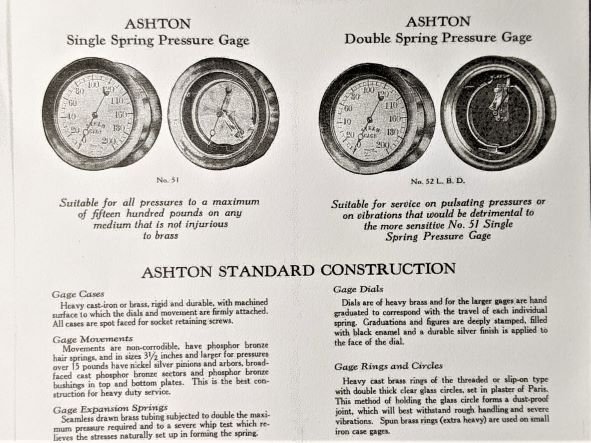 ASHTON
Single Spring Pressure Gage
No. 51
Suitable for all pressures to a maximum
of fifteen hundred pounds on any
medium that is not injurious
to brass
ASHTON
Double Spring Pressure Gage
No. 52 L. B. D.
Suitable for service on pulsating pressures or
on vibrations that would be detrimental to
the more sensitive No. 51 Single
Spring Pressure Gage
ASHTON STANDARD CONSTRUCTION
Gage Cases
Heavy cast-iron or brass, rigid and durable, with machined
surface to which the dials and movement are firmly attached.
All cases are spot faced for socket retaining screws.
Gage Movements
Movements are non-corrodible, have phosphor bronze
hair springs, and in sizes 3½ inches and larger for pressures
over 15 pounds have nickel silver pinions and arbors, broad-
faced cast phosphor bronze sectors and phosphor bronze
bushings in top and bottom plates. This is the best con-
struction for heavy duty service.
Gage Expansion Springs
Seamless drawn brass tubing subjected to double the maxi-
mum pressure required and to a severe whip test which re-
lieves the stresses naturally set up in forming the spring.
Gage Dials
Dials are of heavy brass and for the larger gages are hand
graduated to correspond with the travel of each individual
spring. Graduations and figures are deeply stamped, filled
with black enamel and a durable silver finish is applied to
the face of the dial.
Gage Rings and Circles
Heavy cast brass rings of the threaded or slip-on type
with double thick clear glass circles, set in plaster of Paris.
This method of holding the glass circle forms a dust-proof
joint, which will best withstand rough handling and severe
vibrations. Spun brass rings (extra heavy) are used on small
iron case gages.